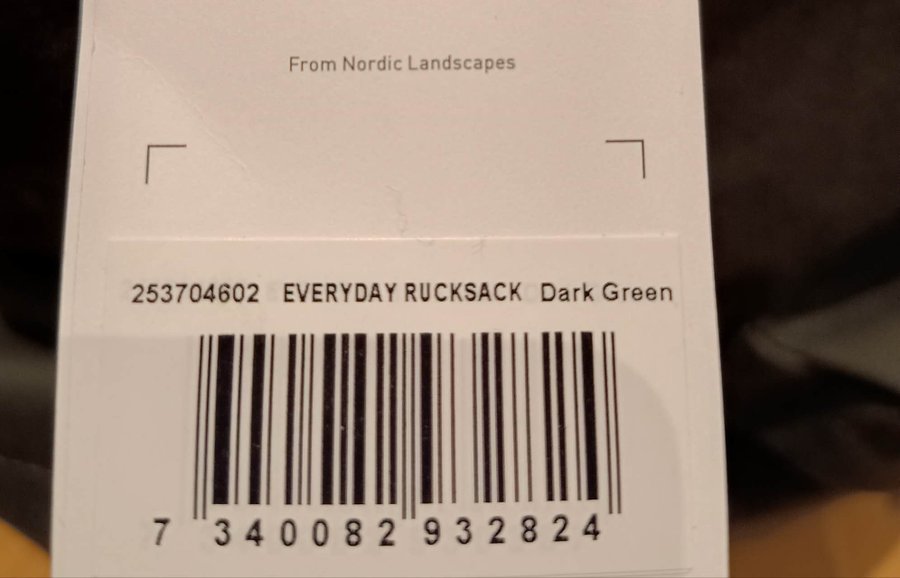 From Nordic Landscapes
253704602 EVERYDAY RUCKSACK Dark Green
7 340082 932824